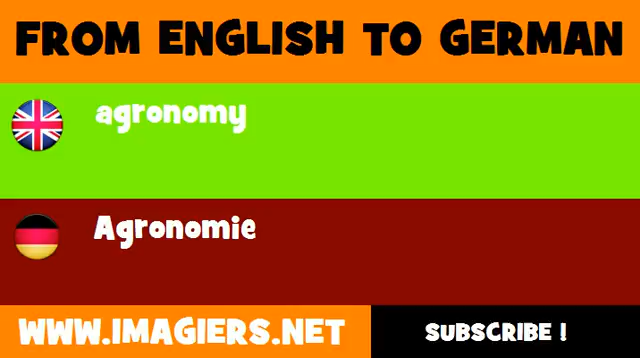 FROM ENGLISH TO GERMAN
agronomy
Agronomie
WWW.IMAGIERS.NET
SUBSCRIBE !